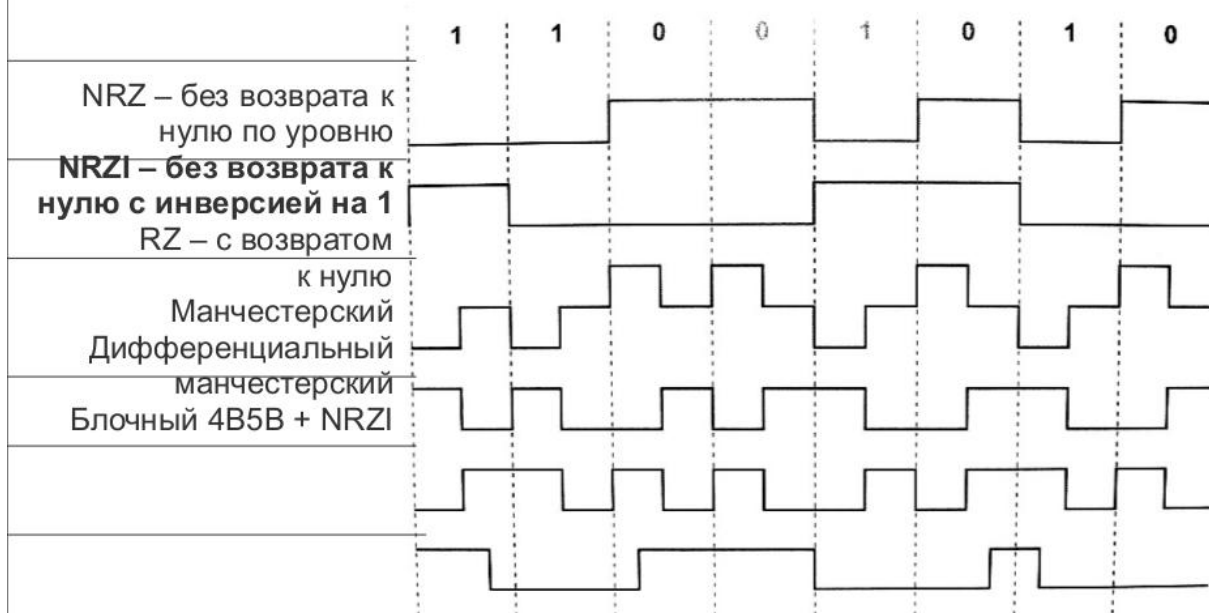 1 1 0 0 1 0 1 0
NRZ – без возврата к
нулю по уровню
NRZI – без возврата к
нулю с инверсией на 1
RZ – с возвратом
к нулю
Манчестерский
Дифференциальный
манчестерский
Блочный 4B5B + NRZI